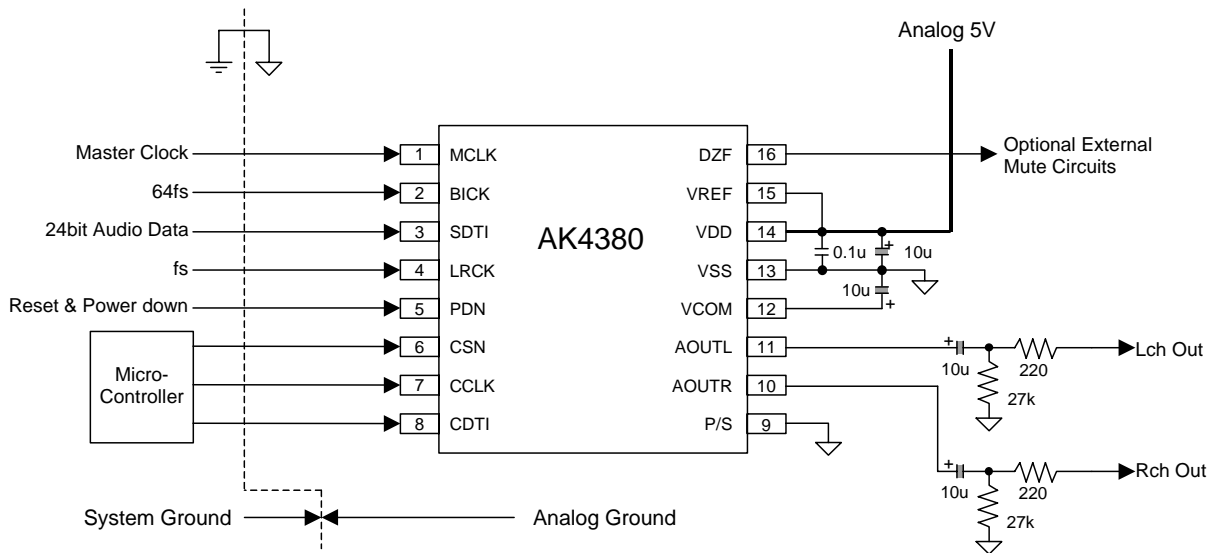 Analog 5V
Master Clock
1
MCLK
DZF
16
Optional External
Mute Circuits
64fs
2
BICK
VREF
15
24bit Audio Data
3
SDTI
AK4380
VDD
14
0.1u
+
10u
fs
4
LRCK
VSS
13
10u
+
Reset & Power down
5
PDN
VCOM
12
Micro-
Controller
6
CSN
AOUTL
11
+
10u
220
Lch Out
27k
7
CCLK
AOUTR
10
8
CDTI
P/S
9
+
10u
220
Rch Out
27k
System Ground
Analog Ground